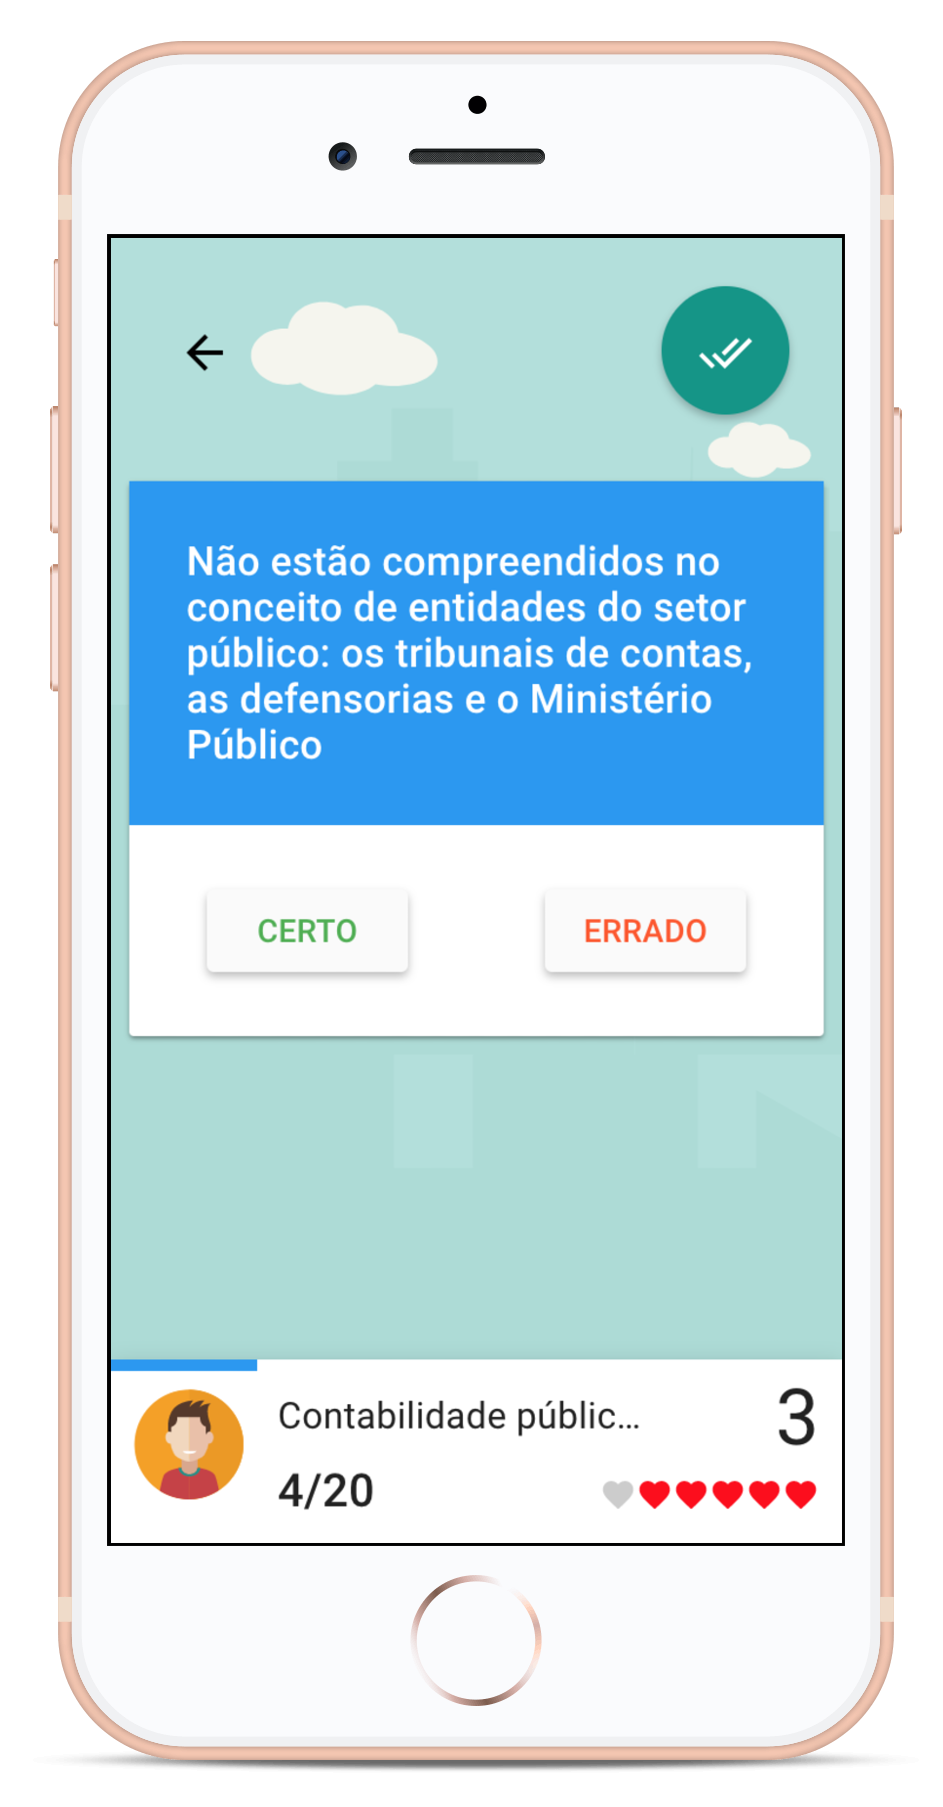 Não estão compreendidos no
conceito de entidades do setor
público: os tribunais de contas,
as defensorias e o Ministério
Público
CERTO
ERRADO
Contabilidade públic...
3
4/20